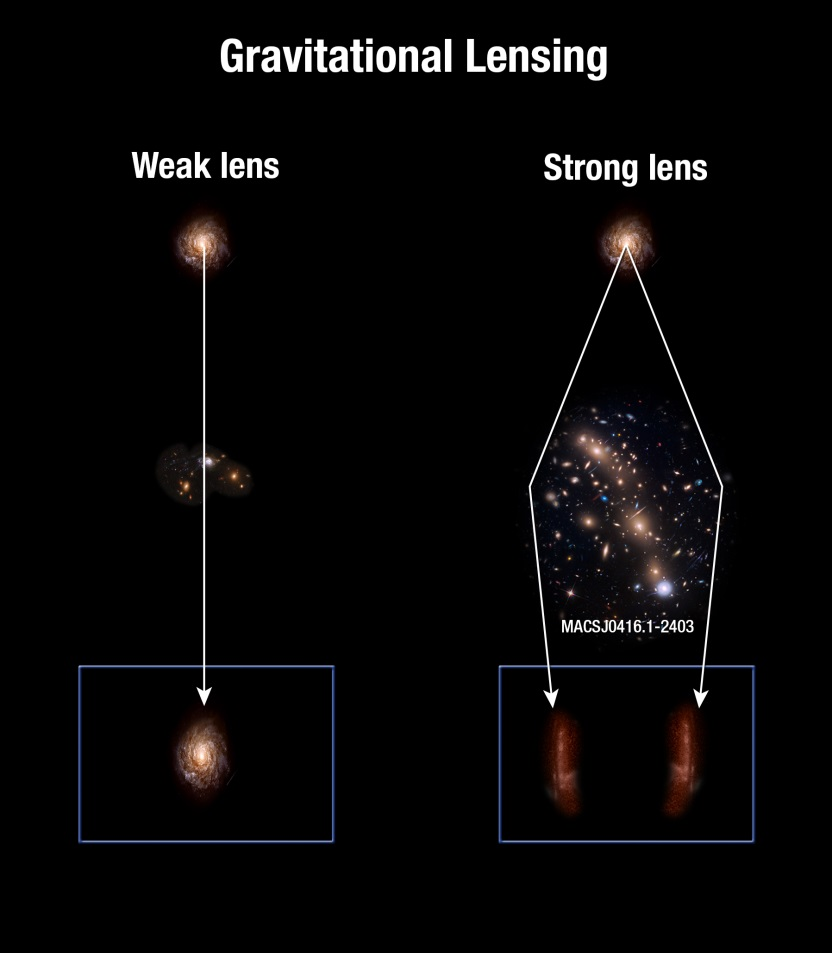 Gravitational Lensing
Weak lens
Strong lens
MACSJ0416.1-2403